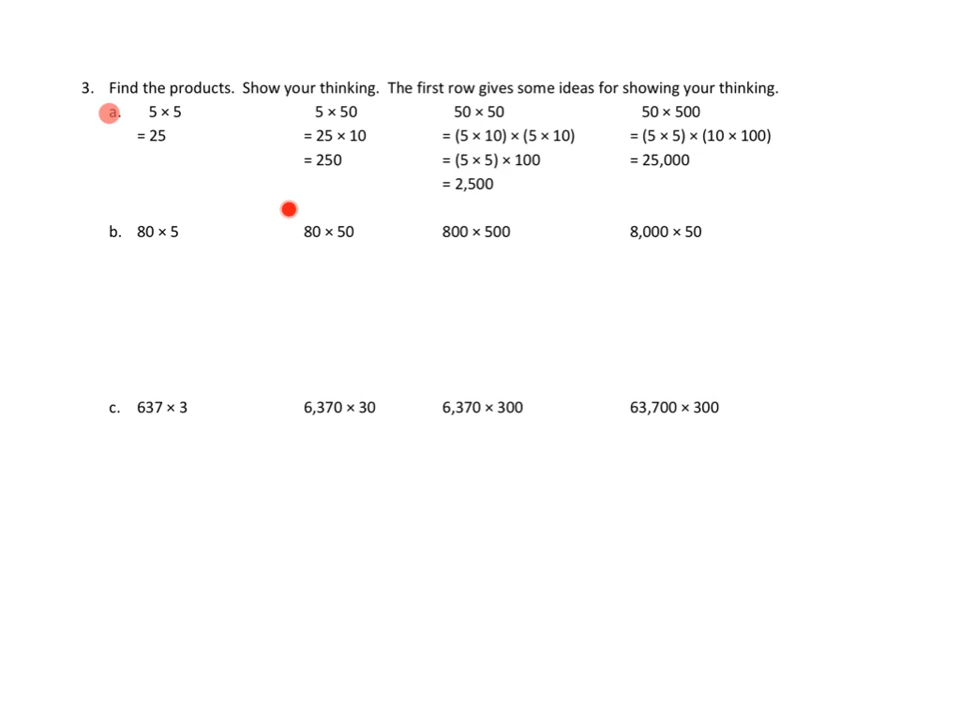 3. Find the products. Show your thinking. The first row gives some ideas for showing your thinking.
a. 5 × 5 5 × 50 50 × 50 50 × 500
= 25 = 25 × 10 = (5 × 10) × (5 × 10) = (5 × 5) × (10 × 100)
= 250 = (5 × 5) × 100 = 25,000
= 2,500
b. 80 × 5 80 × 50 800 × 500 8,000 × 50
c. 637 × 3 6,370 × 30 6,370 × 300 63,700 × 300